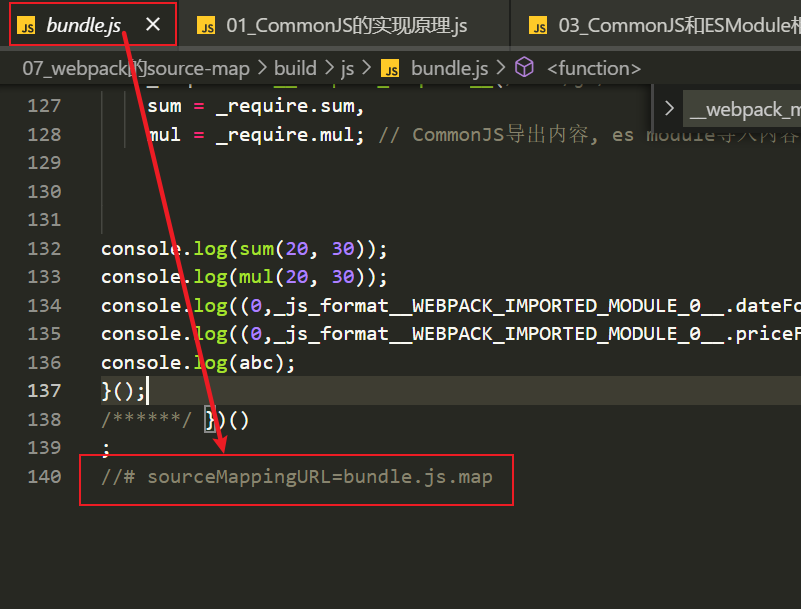 JS bundle.js × JS 01_CommonJS的实现原理.js JS 03_CommonJS和ESModule
07_webpack的source-map > build > js > JS bundle.js > <function>
127 sum = _require.sum,
> __webpack_m
128 mul = _require.mul; // CommonJS导出内容, es module导入内容
129
130
131
132 console.log(sum(20, 30));
133 console.log(mul(20, 30));
134 console.log((0,_js_format__WEBPACK_IMPORTED_MODULE_0__.dateFo
135 console.log((0,_js_format__WEBPACK_IMPORTED_MODULE_0__.priceF
136 console.log(abc);
137 }();
138 /******/ })()
139 ;
140 //# sourceMappingURL=bundle.js.map